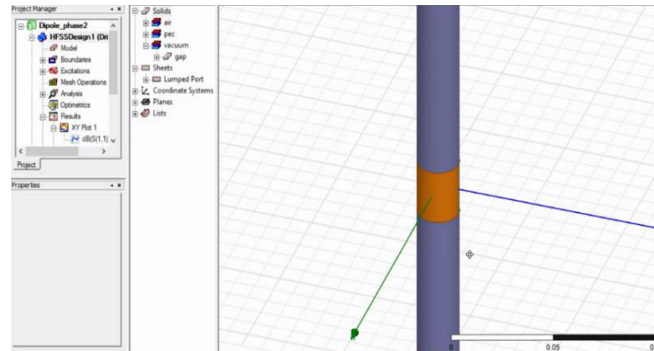 Project Manager
Dipole_phase2
HFSSDesign1 (Dri
Model
Boundaries
Excitations
Mesh Operations
Analysis
Optimetrics
Results
XY Plot 1
dB(S(1,1)
Project
Properties
Solids
air
pec
vacuum
gap
Sheets
Lumped Port
Coordinate Systems
Planes
Lists
0
0.05